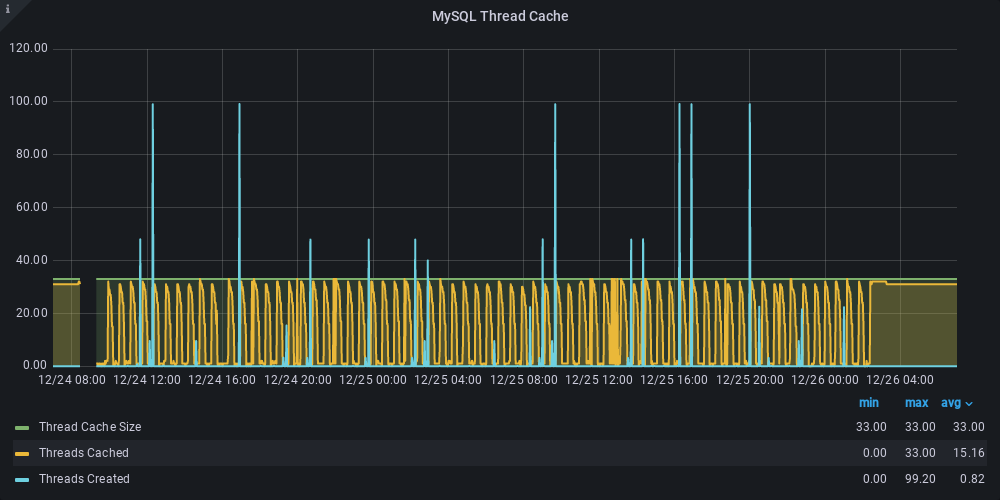 i
MySQL Thread Cache
120.00
100.00
80.00
60.00
40.00
20.00
0.00
12/24 08:00 12/24 12:00 12/24 16:00 12/24 20:00 12/25 00:00 12/25 04:00 12/25 08:00 12/25 12:00 12/25 16:00 12/25 20:00 12/26 00:00 12/26 04:00
min max avg
Thread Cache Size 33.00 33.00 33.00
Threads Cached 0.00 33.00 15.16
Threads Created 0.00 99.20 0.82